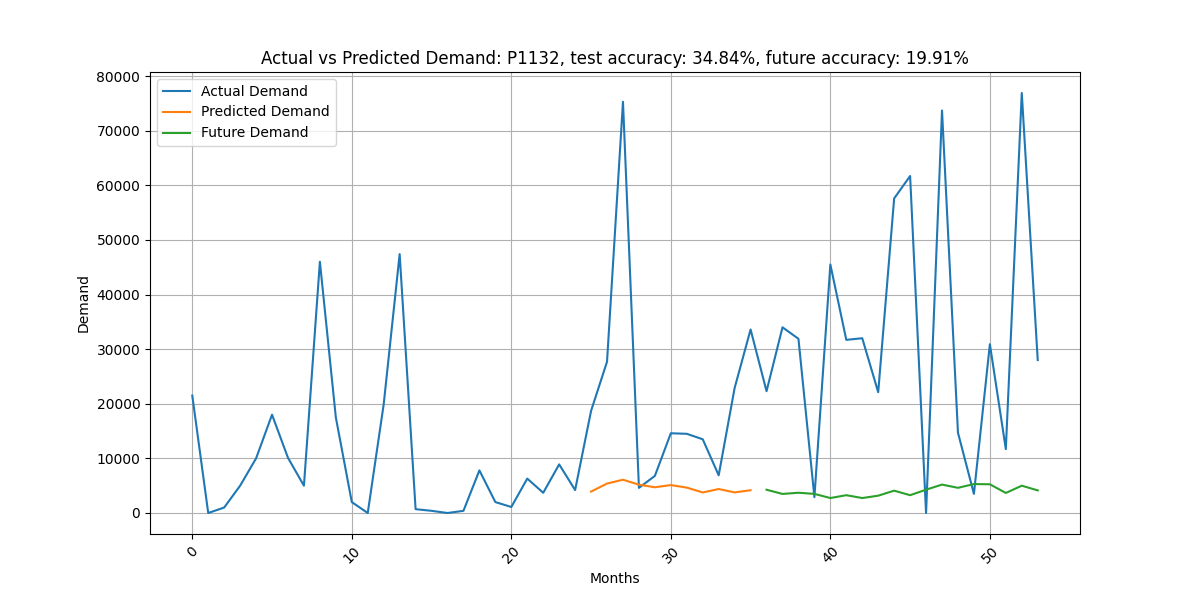 Actual vs Predicted Demand: P1132, test accuracy: 34.84%, future accuracy: 19.91%
Actual Demand
Predicted Demand
Future Demand
80000
70000
60000
50000
40000
30000
20000
10000
0
Demand
0
10
20
30
40
50
Months